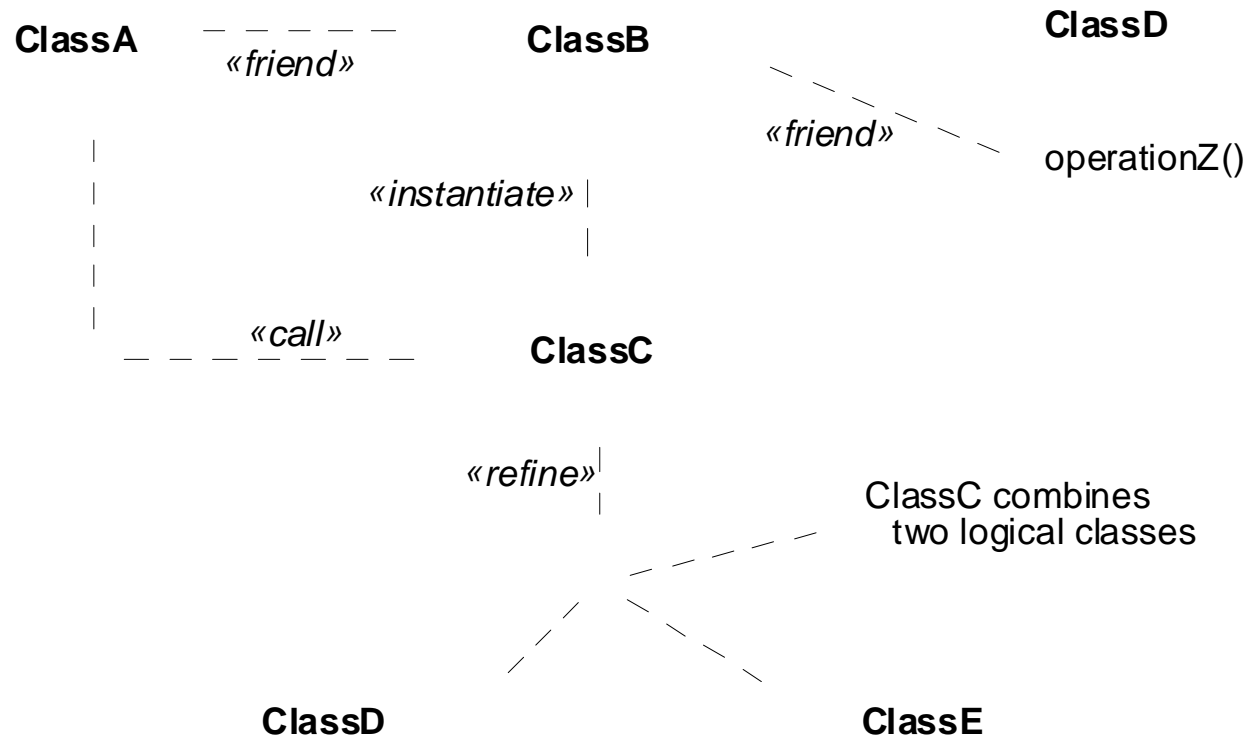 ClassA
«friend»
ClassB
ClassD
«friend»
operationZ()
«instantiate»
«call»
ClassC
«refine»
ClassC combines
two logical classes
ClassD
ClassE